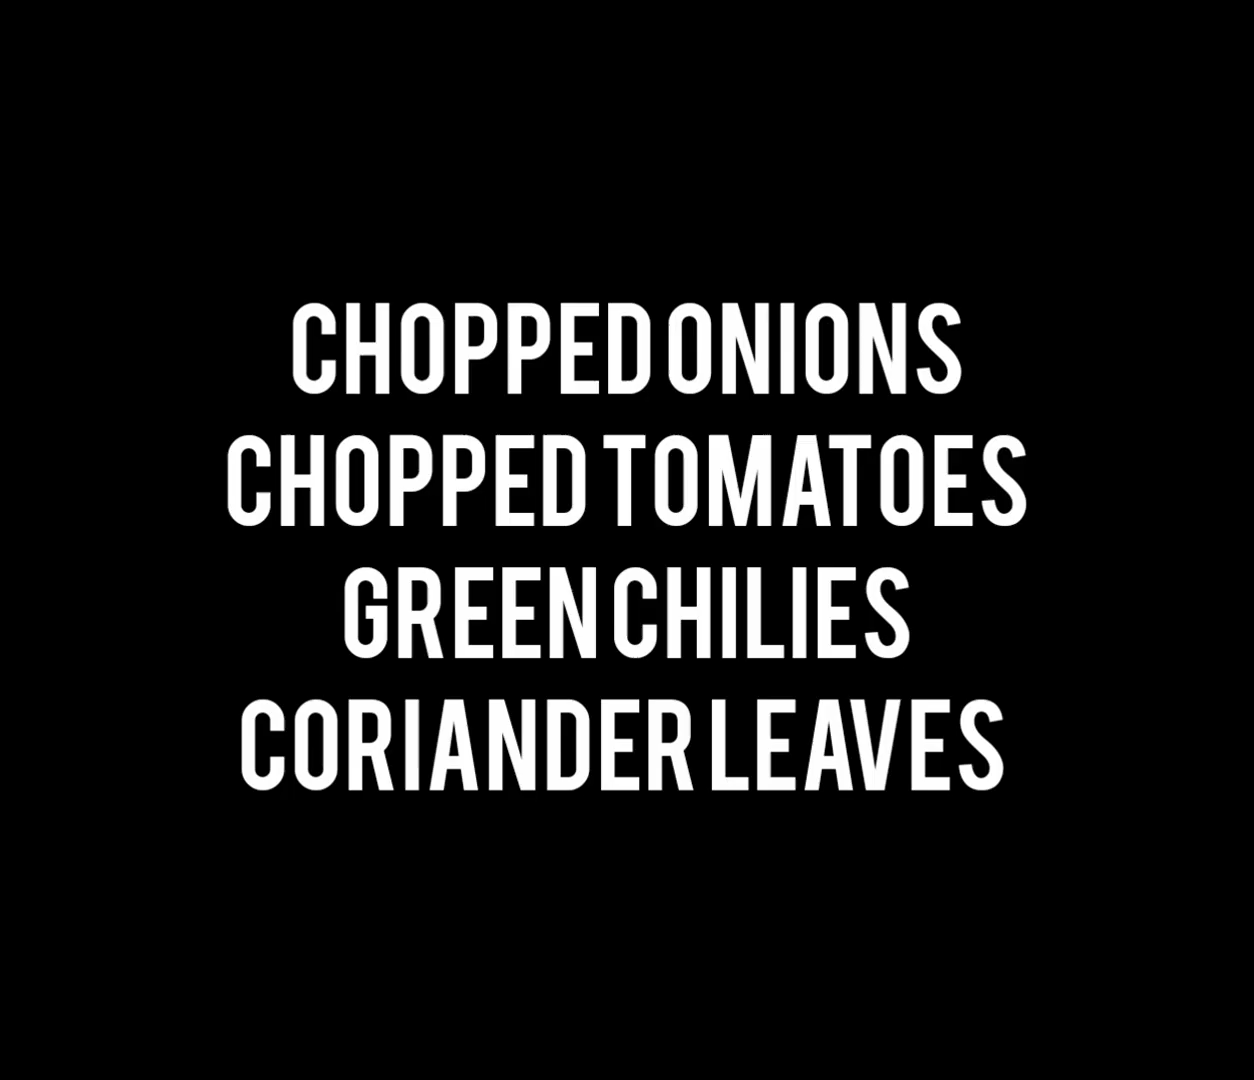 CHOPPED ONIONS
CHOPPED TOMATOES
GREEN CHILIES
CORIANDER LEAVES